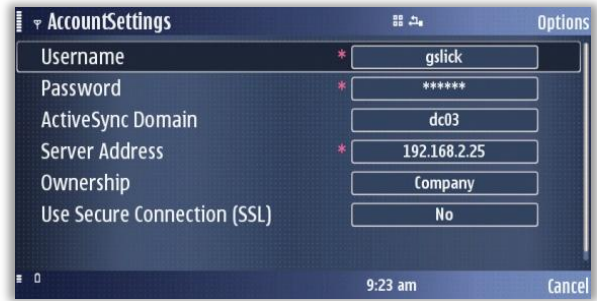 AccountSettings Options
Username * gslick
Password * ******
ActiveSync Domain dc03
Server Address * 192.168.2.25
Ownership Company
Use Secure Connection (SSL) No
9:23 am Cancel